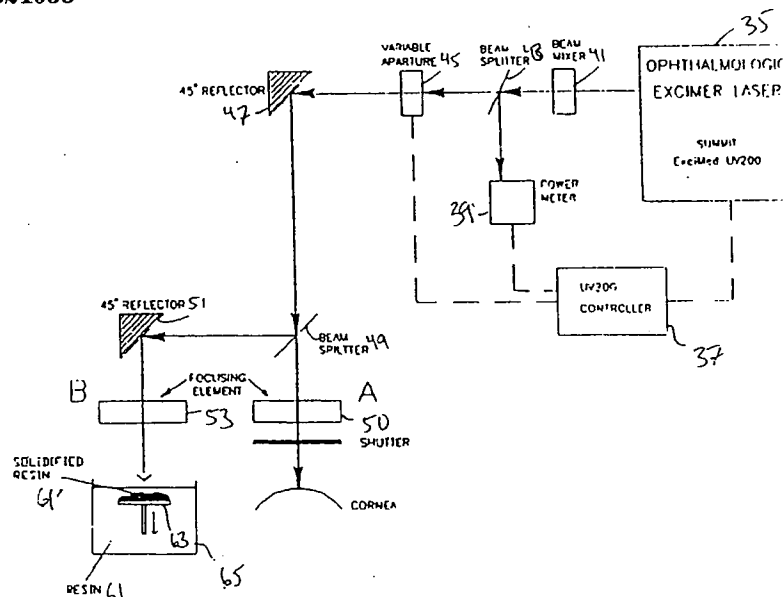 35
VARIABLE
APARTURE 45
BEAM
SPLITTER
BEAM
MIXER 41
OPHTHALMOLOGIC
EXCIMER LASER
SUMMIT
ExciMed UV200
45° REFLECTOR
47
POWER
METER
39'
UV20G
CONTROLLER
37
45° REFLECTOR 51
BEAM
SPLITTER 49
B
FOCUSING
ELEMENT
A
53
50
SHUTTER
SOLIDIFIED
RESIN
61'
63
CORNEA
RESIN 61
65